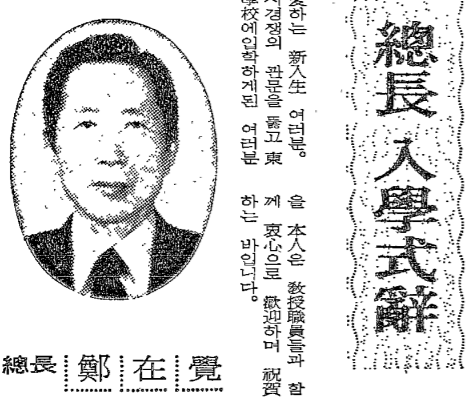 總長 入學式辭
하는 新入生 여러분。
경쟁의 관문을 뚫고 東
學校에입학하게된 여러분
을 本人은 敎授職員들과 함
께 衷心으로 歡迎하며 祝賀
하는 바입니다。
總長 鄭在覺